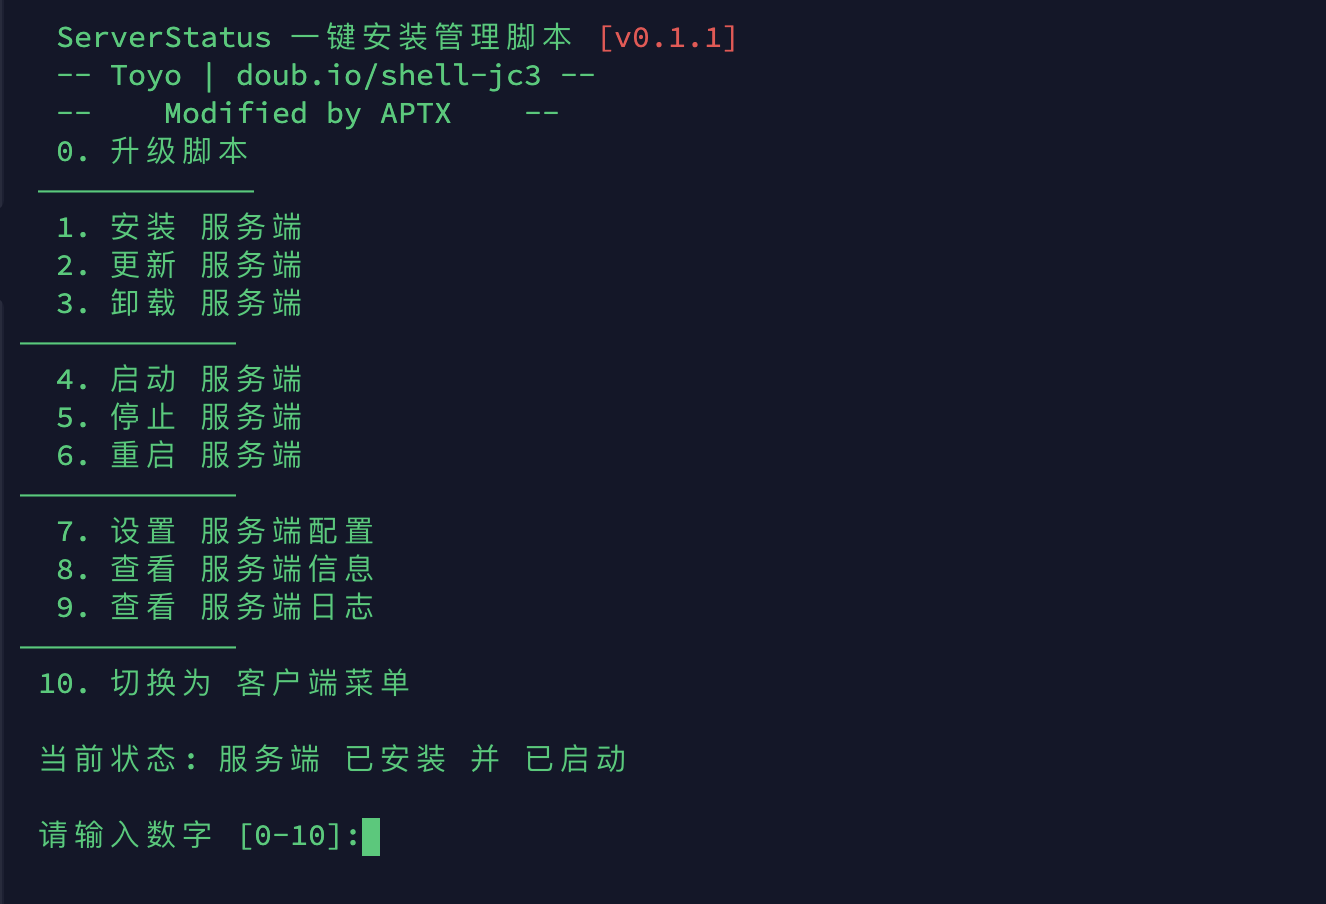 ServerStatus 一键安装管理脚本 [v0.1.1]
-- Toyo | doub.io/shell-jc3 --
-- Modified by APTX --
0. 升级脚本
————————————
1. 安装 服务端
2. 更新 服务端
3. 卸载 服务端
————————————
4. 启动 服务端
5. 停止 服务端
6. 重启 服务端
————————————
7. 设置 服务端配置
8. 查看 服务端信息
9. 查看 服务端日志
————————————
10. 切换为 客户端菜单
当前状态: 服务端 已安装 并 已启动
请输入数字 [0-10]: